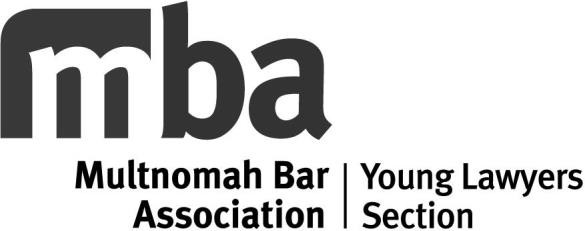 mba
Multnomah Bar Association
Young Lawyers Section